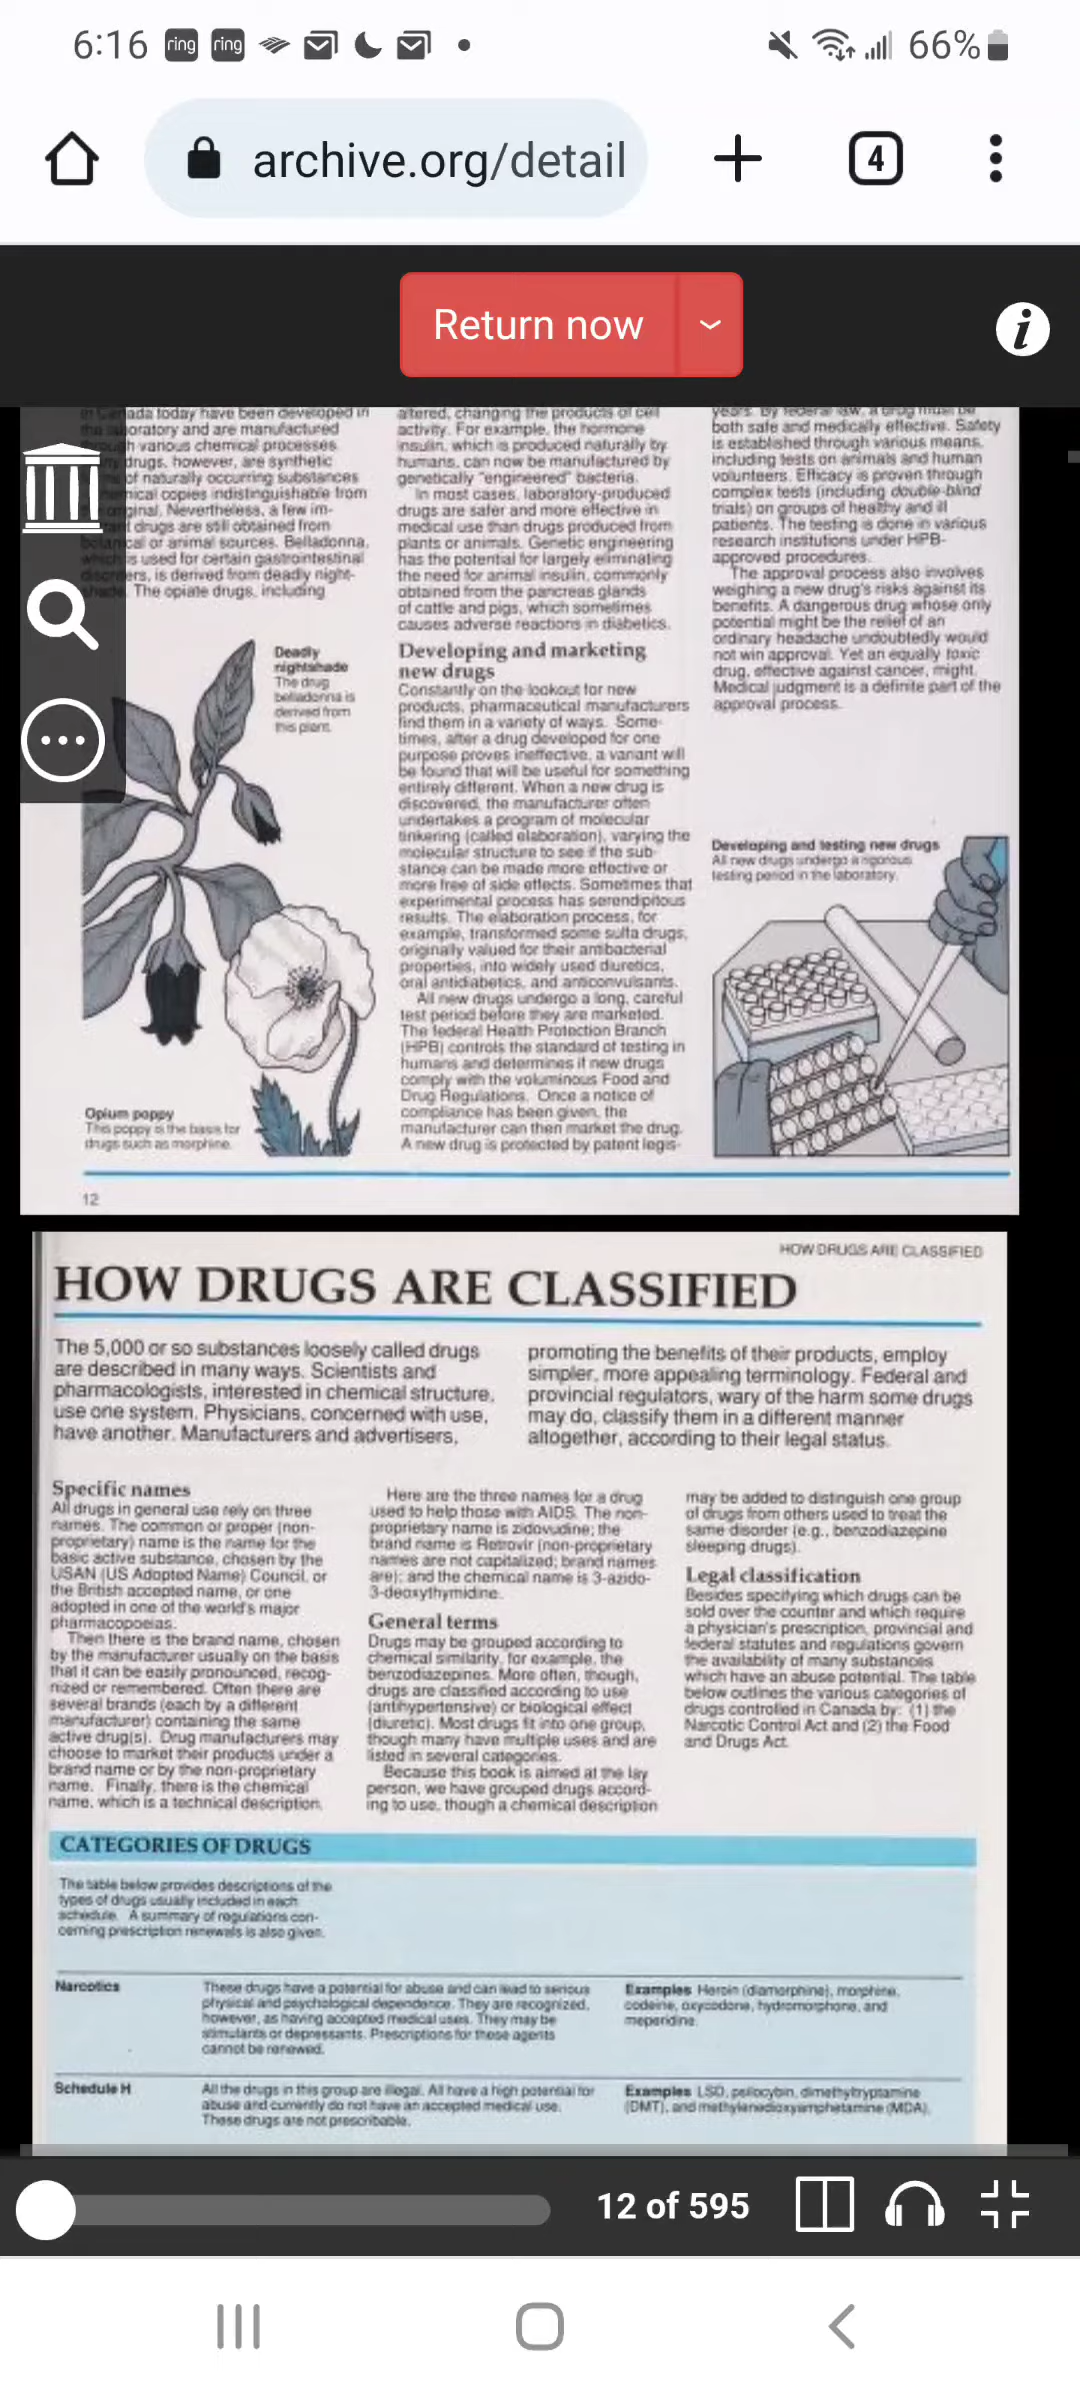 6:16 ring ring 66%
archive.org/detail
4
Return now
in Canada today have been developed in
the laboratory and are manufactured
through various chemical processes.
drugs, however, are synthetic
of naturally occurring substances
chemical copies indistinguishable from
original. Nevertheless, a few im-
drugs are still obtained from
botanical or animal sources. Belladonna,
which is used for certain gastrointestinal
disorders, is derived from deadly night-
shade. The opiate drugs, including
Deadly
nightshade
The drug
belladonna is
derived from
this plant.
Opium poppy
This poppy is the basis for
drugs such as morphine.
12
altered, changing the products of cell
activity. For example, the hormone
insulin, which is produced naturally by
humans, can now be manufactured by
genetically "engineered" bacteria.
In most cases, laboratory-produced
drugs are safer and more effective in
medical use than drugs produced from
plants or animals. Genetic engineering
has the potential for largely eliminating
the need for animal insulin, commonly
obtained from the pancreas glands
of cattle and pigs, which sometimes
causes adverse reactions in diabetics.
Developing and marketing
new drugs
Constantly on the lookout for new
products, pharmaceutical manufacturers
find them in a variety of ways. Some-
times, after a drug developed for one
purpose proves ineffective, a variant will
be found that will be useful for something
entirely different. When a new drug is
discovered, the manufacturer often
undertakes a program of molecular
tinkering (called elaboration), varying the
molecular structure to see if the sub-
stance can be made more effective or
more free of side effects. Sometimes that
experimental process has serendipitous
results. The elaboration process, for
example, transformed some sulfa drugs,
originally valued for their antibacterial
properties, into widely used diuretics,
oral antidiabetics, and anticonvulsants.
All new drugs undergo a long, careful
test period before they are marketed.
The federal Health Protection Branch
(HPB) controls the standard of testing in
humans and determines if new drugs
comply with the voluminous Food and
Drug Regulations. Once a notice of
compliance has been given, the
manufacturer can then market the drug.
A new drug is protected by patent legis-
years. By federal law, a drug must be
both safe and medically effective. Safety
is established through various means,
including tests on animals and human
volunteers. Efficacy is proven through
complex tests (including double-blind
trials) on groups of healthy and ill
patients. The testing is done in various
research institutions under HPB-
approved procedures.
The approval process also involves
weighing a new drug's risks against its
benefits. A dangerous drug whose only
potential might be the relief of an
ordinary headache undoubtedly would
not win approval. Yet an equally toxic
drug, effective against cancer, might.
Medical judgment is a definite part of the
approval process.
Developing and testing new drugs
All new drugs undergo a rigorous
testing period in the laboratory.
HOW DRUGS ARE CLASSIFIED
HOW DRUGS ARE CLASSIFIED
The 5,000 or so substances loosely called drugs
are described in many ways. Scientists and
pharmacologists, interested in chemical structure,
use one system. Physicians, concerned with use,
have another. Manufacturers and advertisers,
promoting the benefits of their products, employ
simpler, more appealing terminology. Federal and
provincial regulators, wary of the harm some drugs
may do, classify them in a different manner
altogether, according to their legal status.
Specific names
All drugs in general use rely on three
names. The common or proper (non-
proprietary) name is the name for the
basic active substance, chosen by the
USAN (US Adopted Name) Council, or
the British accepted name, or one
adopted in one of the world's major
pharmacopoeias.
Then there is the brand name, chosen
by the manufacturer usually on the basis
that it can be easily pronounced, recog-
nized or remembered. Often there are
several brands (each by a different
manufacturer) containing the same
active drug(s). Drug manufacturers may
choose to market their products under a
brand name or by the non-proprietary
name. Finally, there is the chemical
name, which is a technical description.
Here are the three names for a drug
used to help those with AIDS. The non-
proprietary name is zidovudine; the
brand name is Retrovir (non-proprietary
names are not capitalized; brand names
are); and the chemical name is 3-azido-
3-deoxythymidine.
General terms
Drugs may be grouped according to
chemical similarity, for example, the
benzodiazepines. More often, though,
drugs are classified according to use
(antihypertensive) or biological effect
(diuretic). Most drugs fit into one group,
though many have multiple uses and are
listed in several categories.
Because this book is aimed at the lay
person, we have grouped drugs accord-
ing to use, though a chemical description
may be added to distinguish one group
of drugs from others used to treat the
same disorder (e.g., benzodiazepine
sleeping drugs).
Legal classification
Besides specifying which drugs can be
sold over the counter and which require
a physician's prescription, provincial and
federal statutes and regulations govern
the availability of many substances
which have an abuse potential. The table
below outlines the various categories of
drugs controlled in Canada by: (1) the
Narcotic Control Act and (2) the Food
and Drugs Act.
CATEGORIES OF DRUGS
The table below provides descriptions of the
types of drugs usually included in each
schedule. A summary of regulations con-
cerning prescription renewals is also given.
Narcotics
These drugs have a potential for abuse and can lead to serious
physical and psychological dependence. They are recognized,
however, as having accepted medical uses. They may be
stimulants or depressants. Prescriptions for these agents
cannot be renewed.
Examples Heroin (diamorphine), morphine,
codeine, oxycodone, hydromorphone, and
meperidine.
Schedule H
All the drugs in this group are illegal. All have a high potential for
abuse and currently do not have an accepted medical use.
These drugs are not prescribable.
Examples LSD, psilocybin, dimethyltryptamine
(DMT), and methylenedioxyamphetamine (MDA).
12 of 595